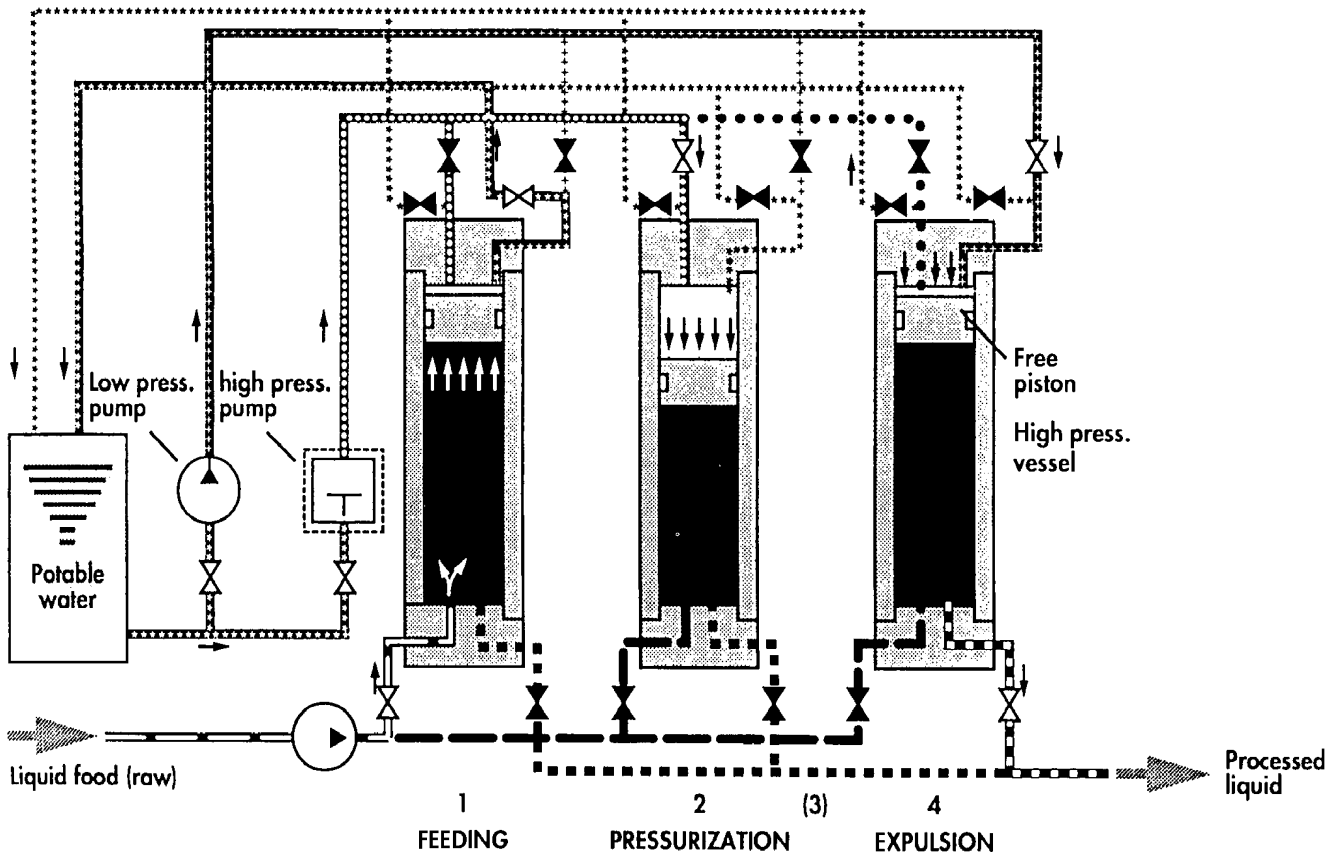 Low press.
pump
high press.
pump
Free
piston
High press.
vessel
Potable
water
Liquid food (raw)
Processed
liquid
1
2
(3)
4
FEEDING
PRESSURIZATION
EXPULSION